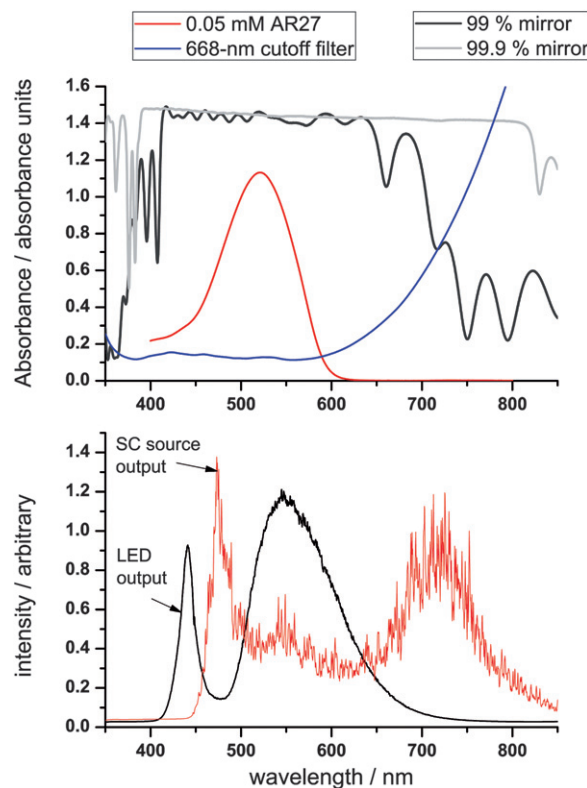 0.05 mM AR27
668-nm cutoff filter
99 % mirror
99.9 % mirror
Absorbance / absorbance units
1.6
1.4
1.2
1.0
0.8
0.6
0.4
0.2
0.0
400 500 600 700 800
intensity / arbitrary
1.4
1.2
1.0
0.8
0.6
0.4
0.2
0.0
SC source
output
LED
output
400 500 600 700 800
wavelength / nm